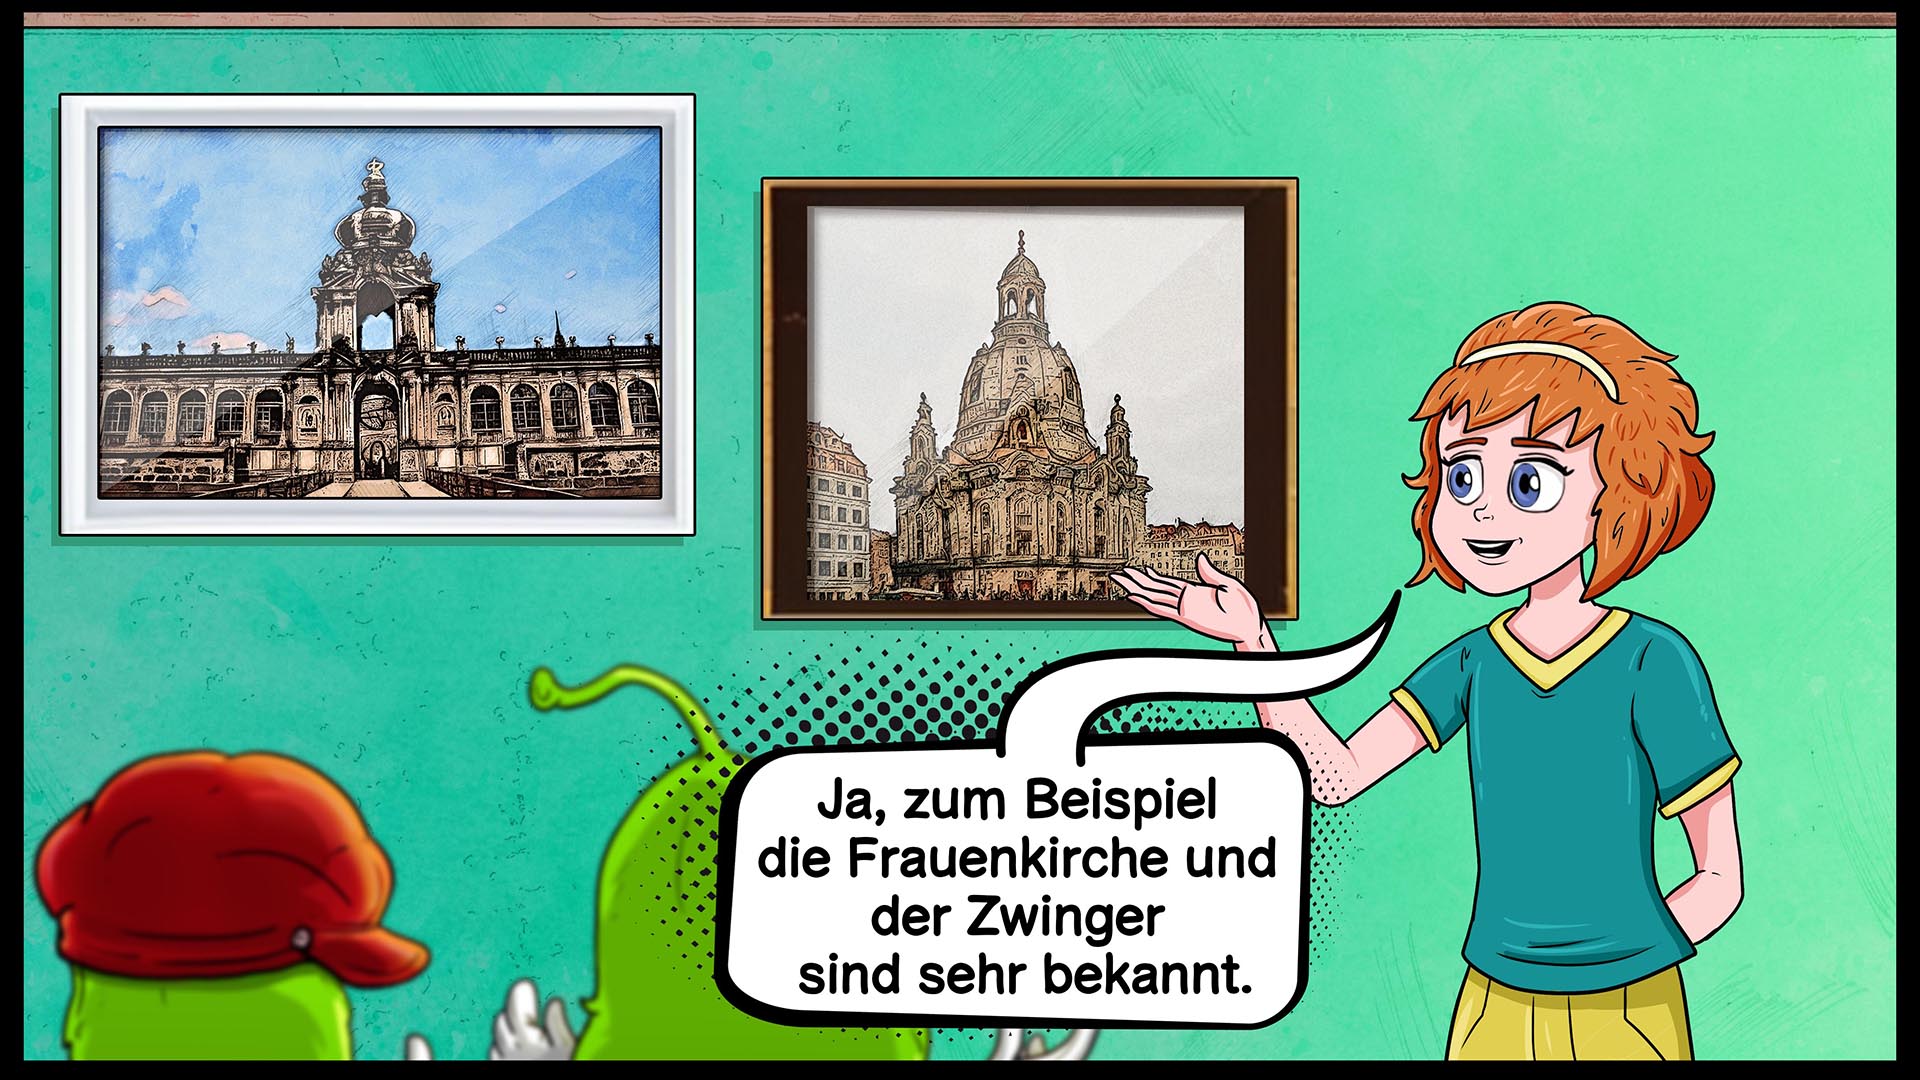 Ja, zum Beispiel
die Frauenkirche und
der Zwinger
sind sehr bekannt.